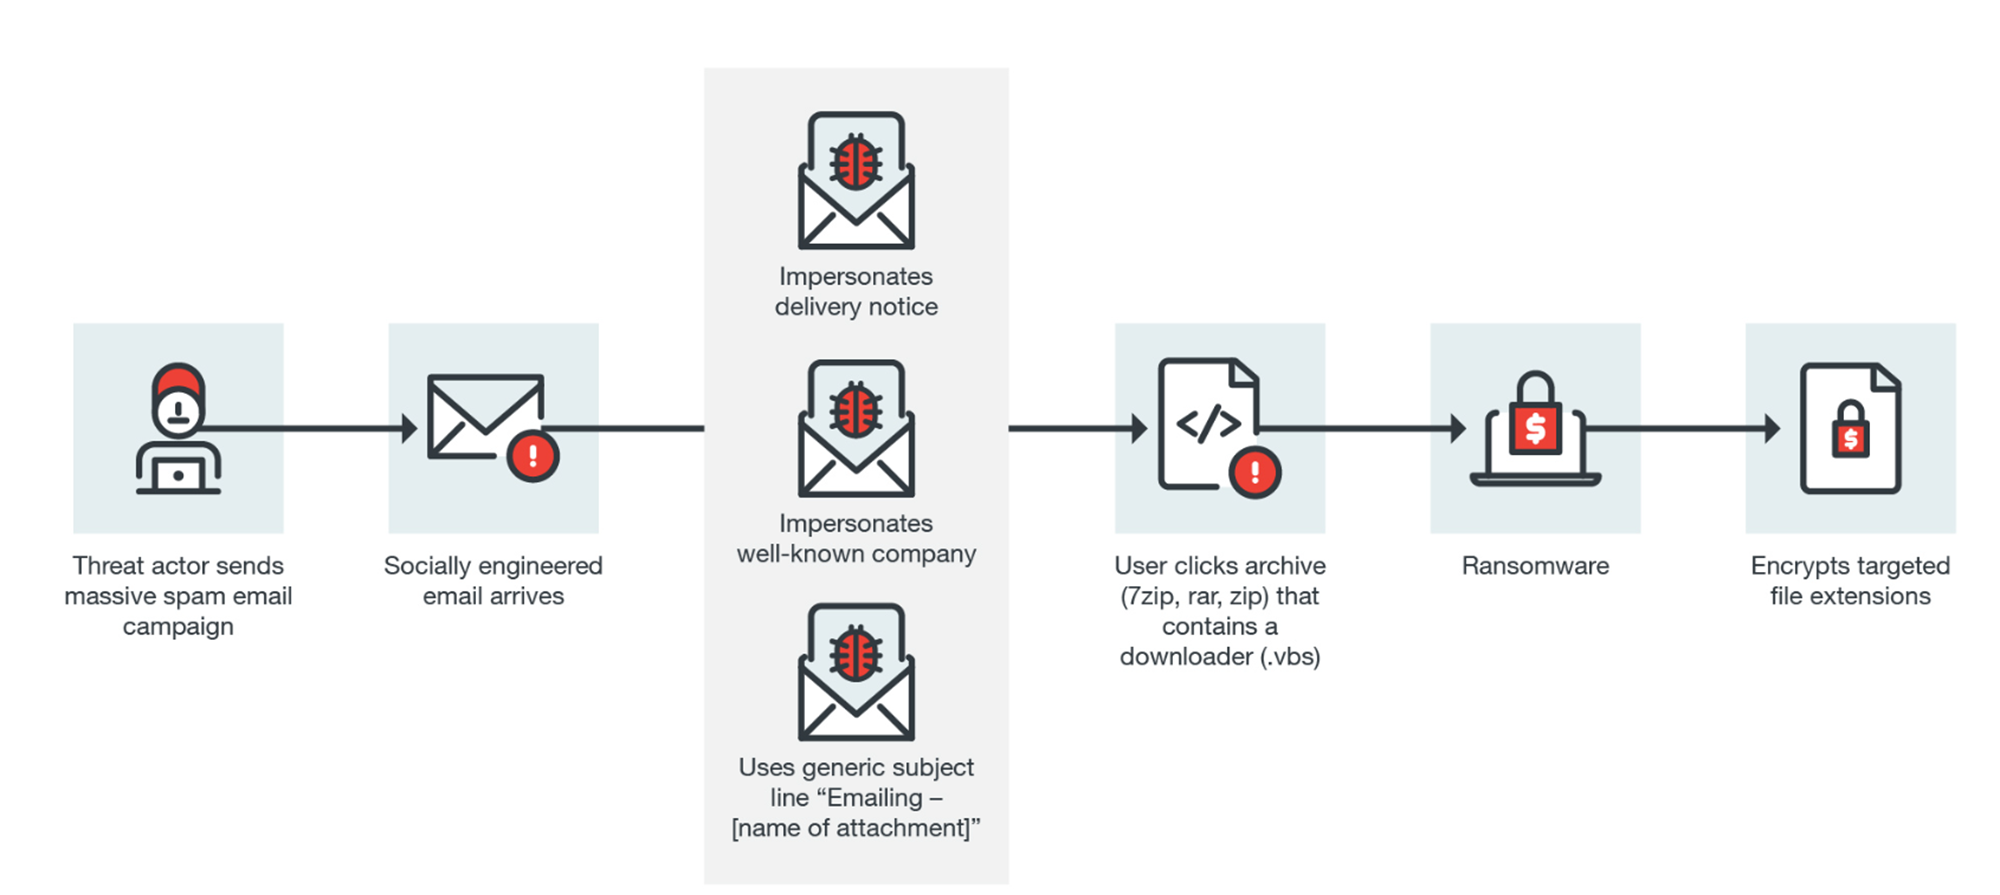 Threat actor sends
massive spam email
campaign
Socially engineered
email arrives
Impersonates
delivery notice
Impersonates
well-known company
Uses generic subject
line “Emailing –
[name of attachment]”
User clicks archive
(7zip, rar, zip) that
contains a
downloader (.vbs)
Ransomware
Encrypts targeted
file extensions